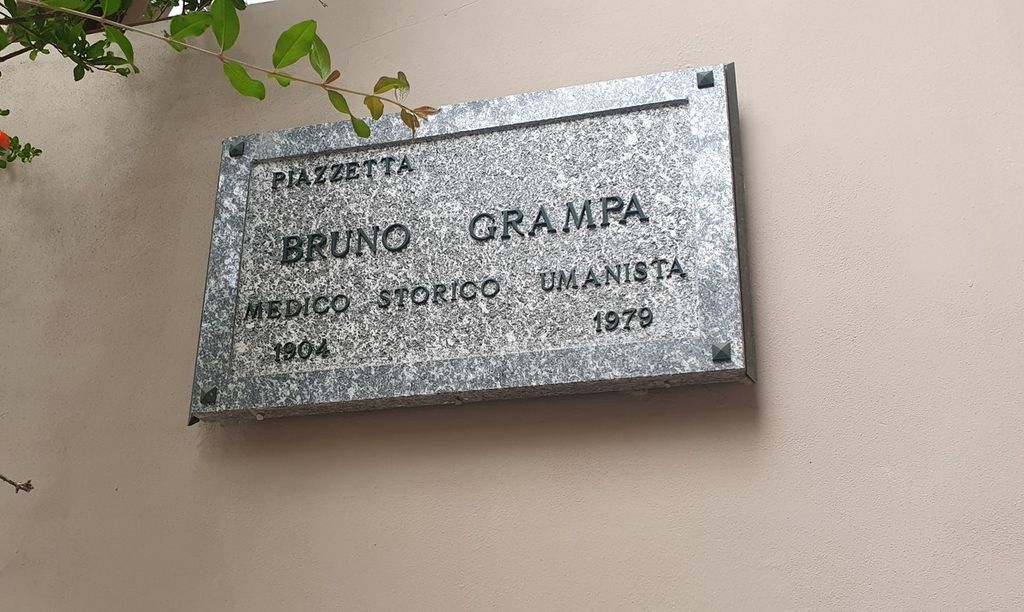 PIAZZETTA
BRUNO GRAMPA
MEDICO STORICO UMANISTA
1904 1979